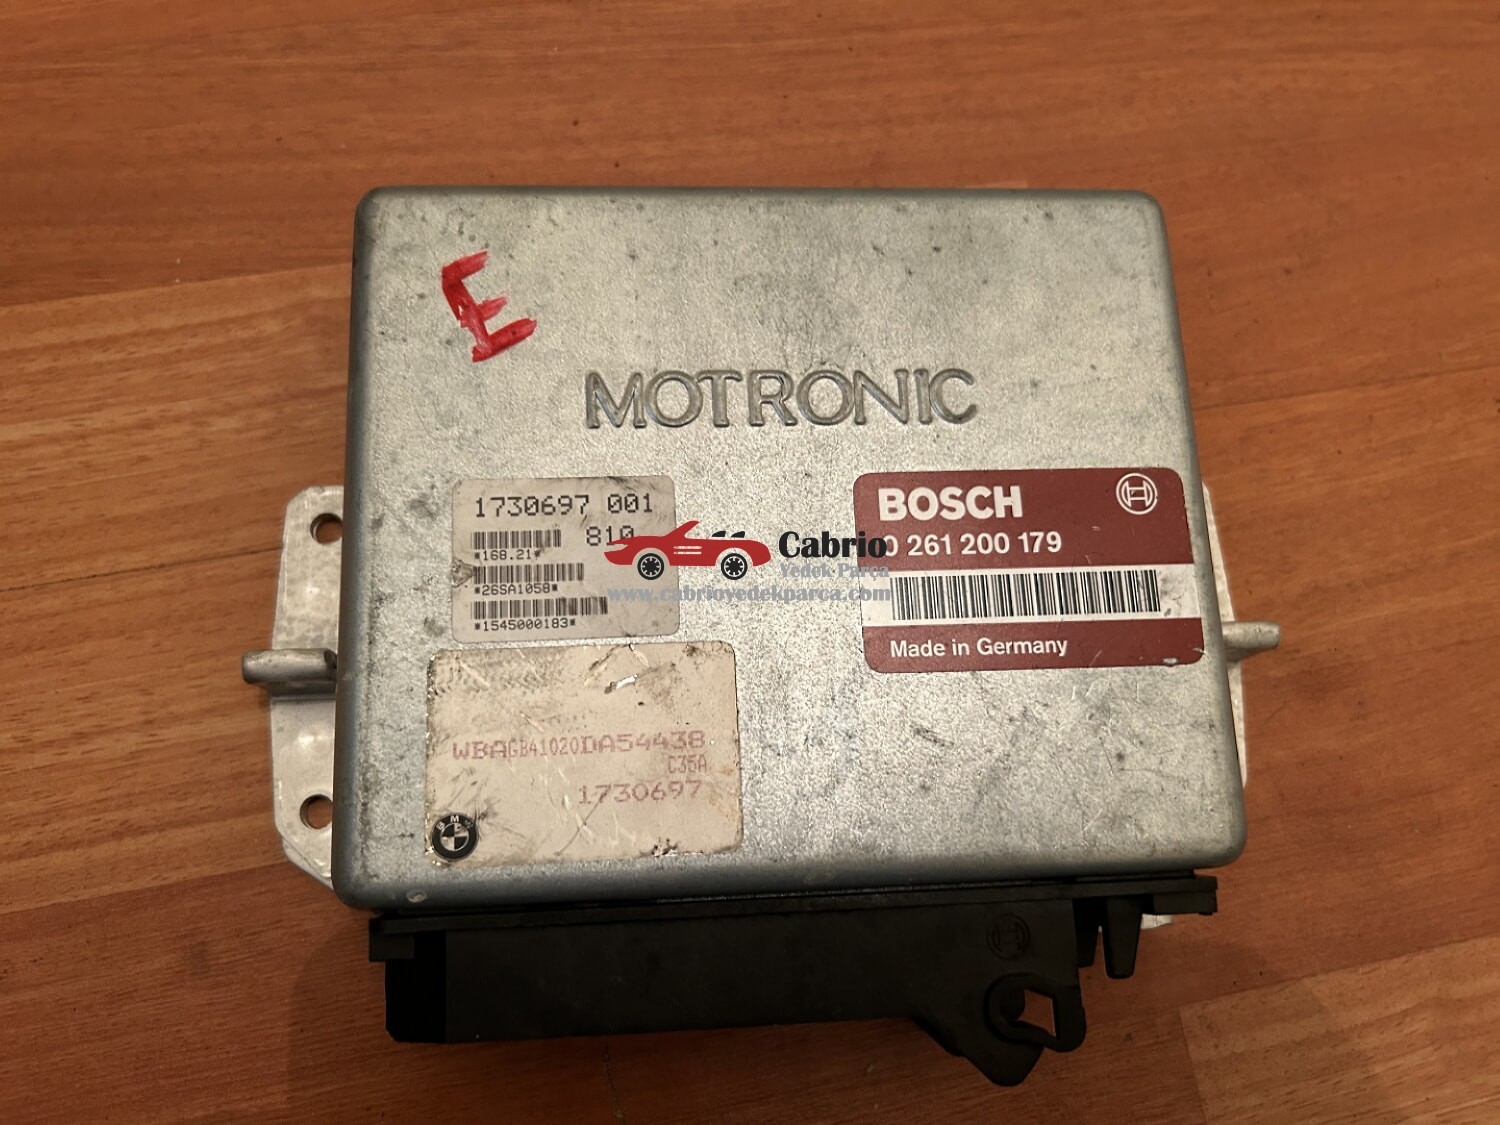 E
MOTRONIC
1730697 001
810
*168.21*
*26SA1058*
*1545000183*
BOSCH
0 261 200 179
Made in Germany
Cabrio
Yedek Parça
www.cabrioyedekparca.com
WBAGB41020DA54438
C35A
1730697
BMW